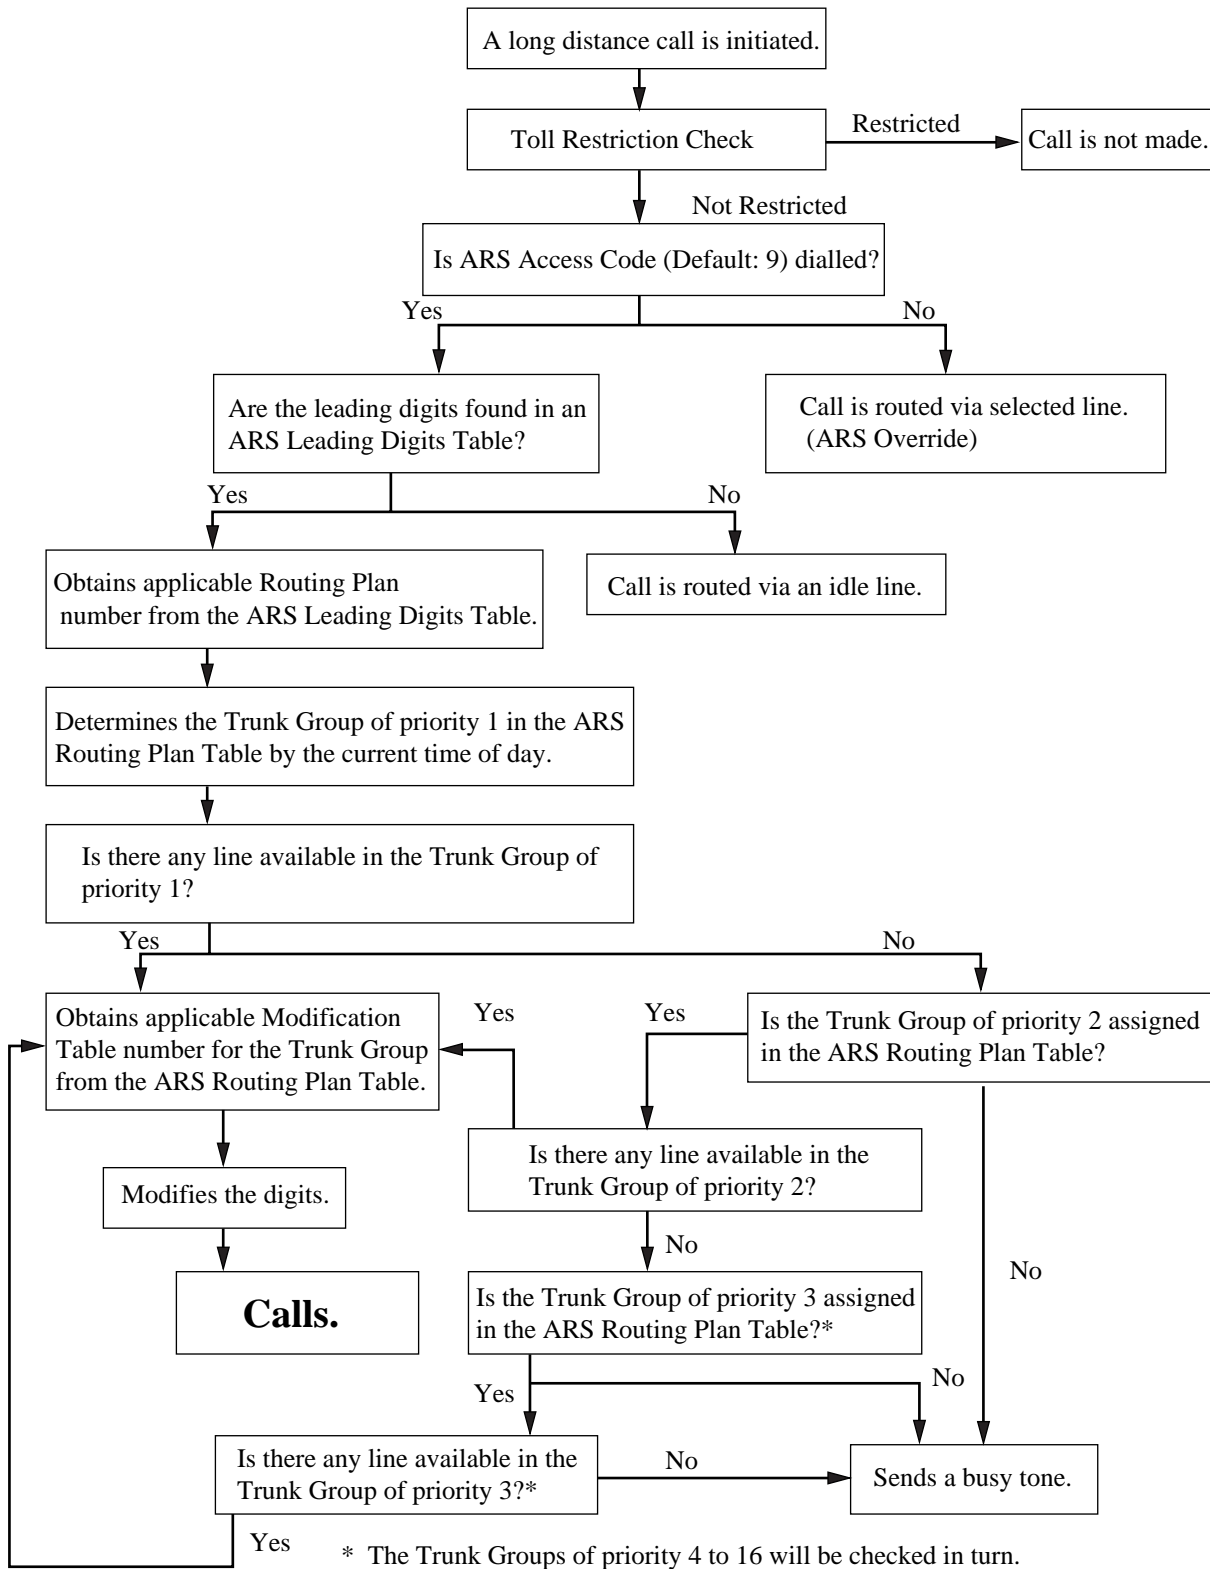 A long distance call is initiated.
Toll Restriction Check
Restricted
Call is not made.
Not Restricted
Is ARS Access Code (Default: 9) dialled?
Yes
No
Are the leading digits found in an
ARS Leading Digits Table?
Call is routed via selected line.
(ARS Override)
Yes
No
Obtains applicable Routing Plan
number from the ARS Leading Digits Table.
Call is routed via an idle line.
Determines the Trunk Group of priority 1 in the ARS
Routing Plan Table by the current time of day.
Is there any line available in the Trunk Group of
priority 1?
Yes
No
Obtains applicable Modification
Table number for the Trunk Group
from the ARS Routing Plan Table.
Yes
Yes
Is the Trunk Group of priority 2 assigned
in the ARS Routing Plan Table?
Is there any line available in the
Trunk Group of priority 2?
Modifies the digits.
No
No
Calls.
Is the Trunk Group of priority 3 assigned
in the ARS Routing Plan Table?*
Yes
No
Is there any line available in the
Trunk Group of priority 3?*
No
Sends a busy tone.
Yes
* The Trunk Groups of priority 4 to 16 will be checked in turn.